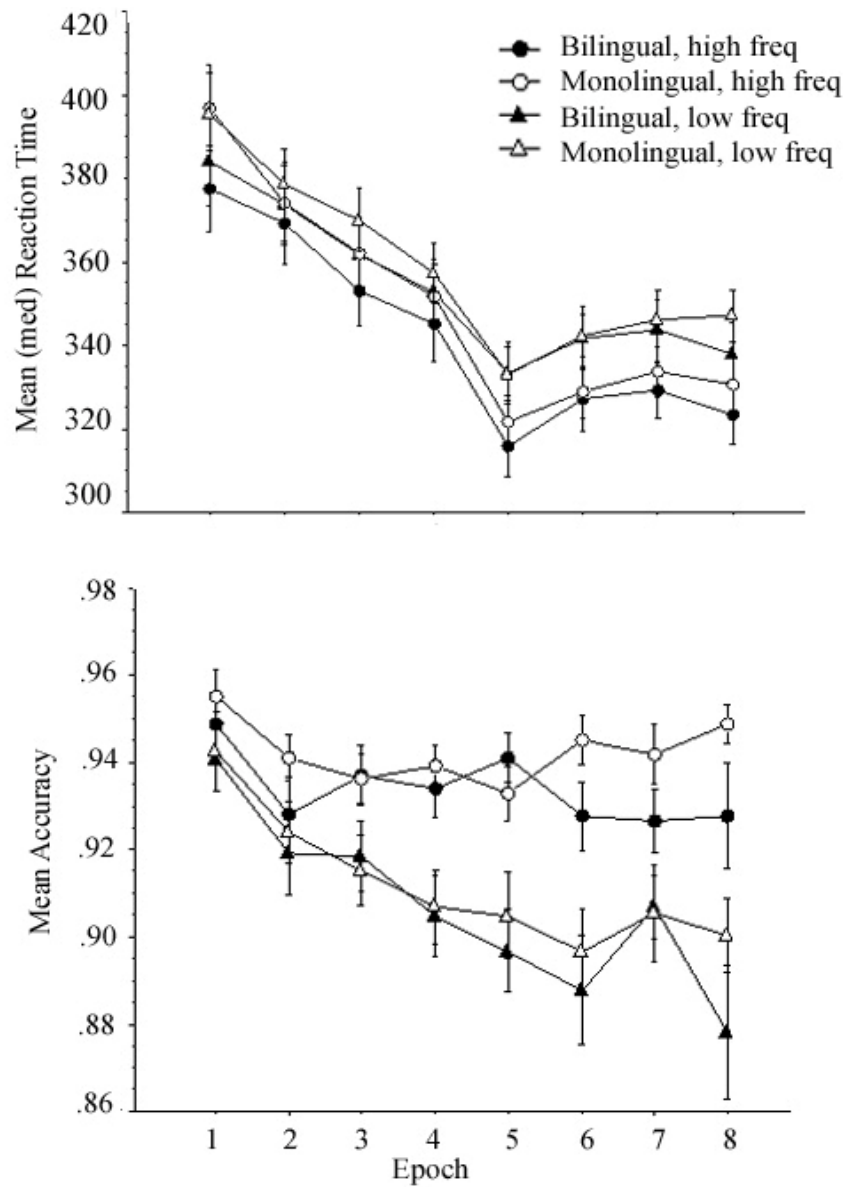 420
400
380
360
340
320
300
Mean (med) Reaction Time
Bilingual, high freq
Monolingual, high freq
Bilingual, low freq
Monolingual, low freq
.98
.96
.94
.92
.90
.88
.86
Mean Accuracy
1 2 3 4 5 6 7 8
Epoch